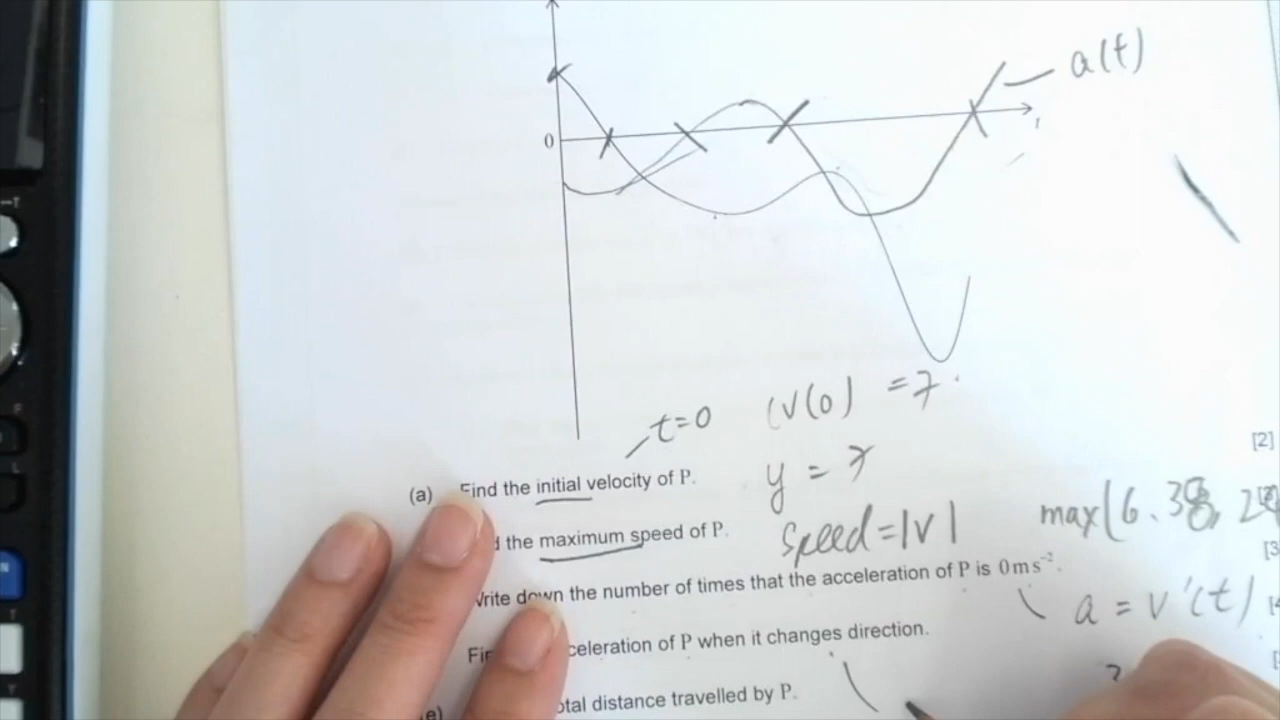 a(t)
0
t
t=0 (v(0) = 7.
[2]
(a) Find the initial velocity of P. y = 7
the maximum speed of P. speed=|v| max(6.38, 2
[3
Write down the number of times that the acceleration of P is 0ms⁻².
a = v'(t)
celeration of P when it changes direction.
otal distance travelled by P.
?